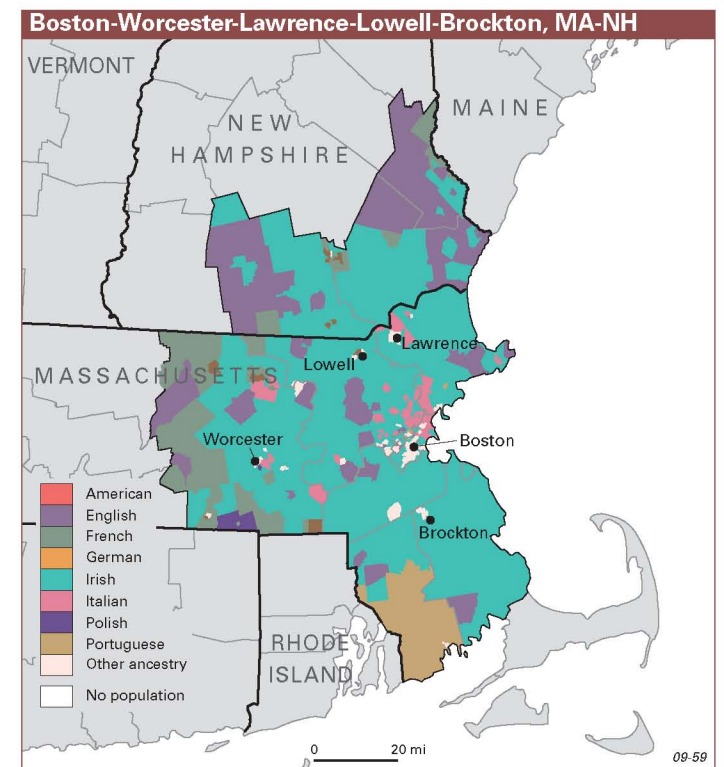 Boston-Worcester-Lawrence-Lowell-Brockton, MA-NH
VERMONT
MAINE
NEW
HAMPSHIRE
Lawrence
Lowell
MASSACHUSETTS
Worcester
Boston
American
English
French
German
Irish
Italian
Polish
Portuguese
Other ancestry
No population
Brockton
RHODE
ISLAND
0 20 mi
09-59